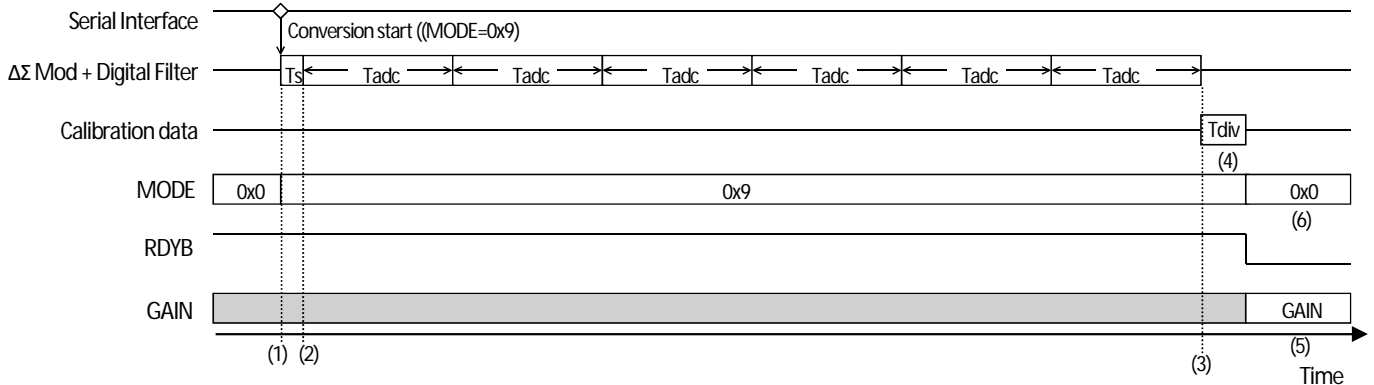 Serial Interface
Conversion start ((MODE=0x9)
ΔΣ Mod + Digital Filter
Ts Tadc Tadc Tadc Tadc Tadc Tadc
Calibration data
Tdiv
(4)
MODE 0x0 0x9 0x0
(6)
RDYB
GAIN GAIN
(1) (2) (3) (5)
Time